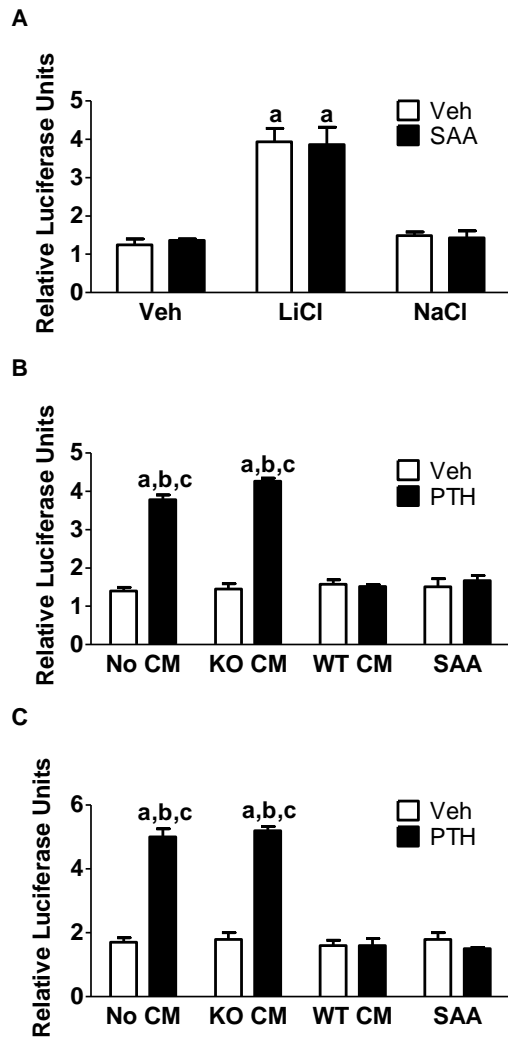 A
Relative Luciferase Units
5
4
3
2
1
0
a a
Veh
SAA
Veh LiCl NaCl
B
Relative Luciferase Units
5
4
3
2
1
0
a,b,c a,b,c
Veh
PTH
No CM KO CM WT CM SAA
C
Relative Luciferase Units
6
4
2
0
a,b,c a,b,c
Veh
PTH
No CM KO CM WT CM SAA